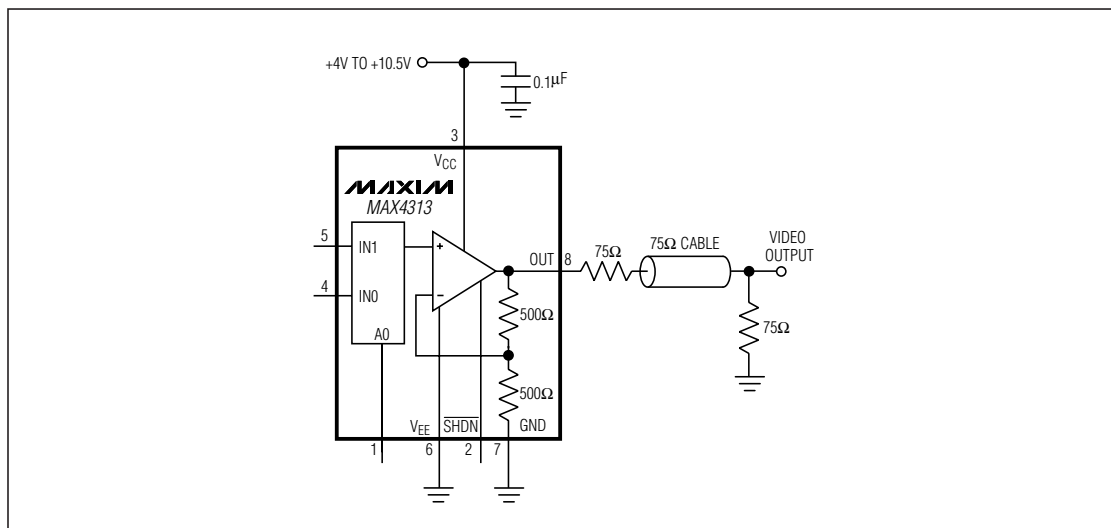 +4V TO +10.5V
0.1μF
3
VCC
MAXIM
MAX4313
5
IN1
4
IN0
A0
+
−
OUT
8
75Ω
75Ω CABLE
VIDEO
OUTPUT
500Ω
75Ω
500Ω
VEE
SHDN
GND
1
6
2
7